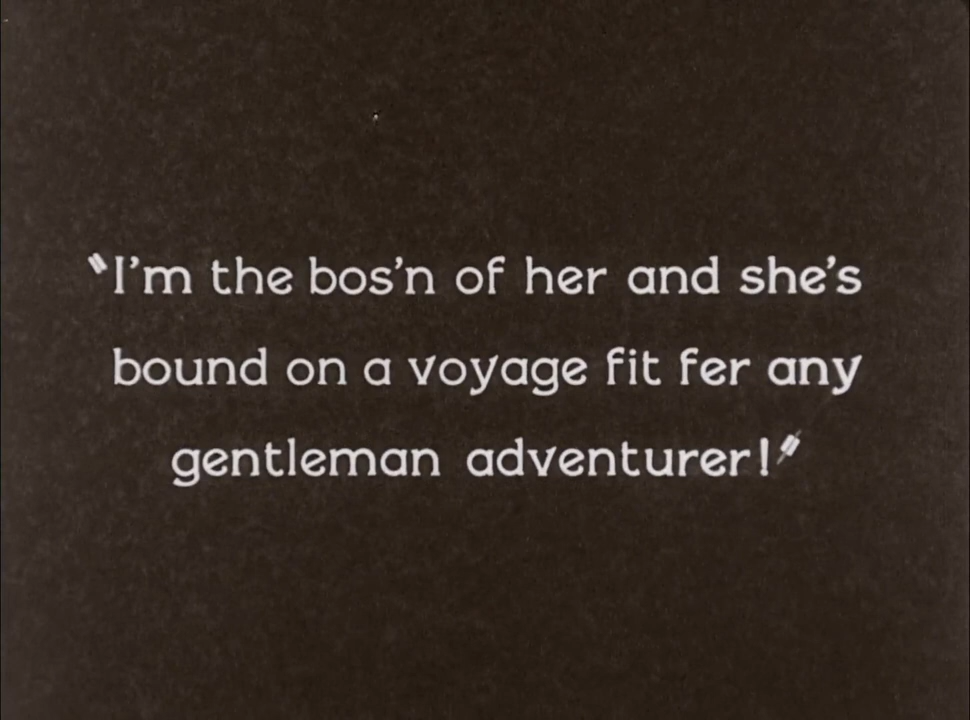 "I'm the bos'n of her and she's
bound on a voyage fit fer any
gentleman adventurer!"